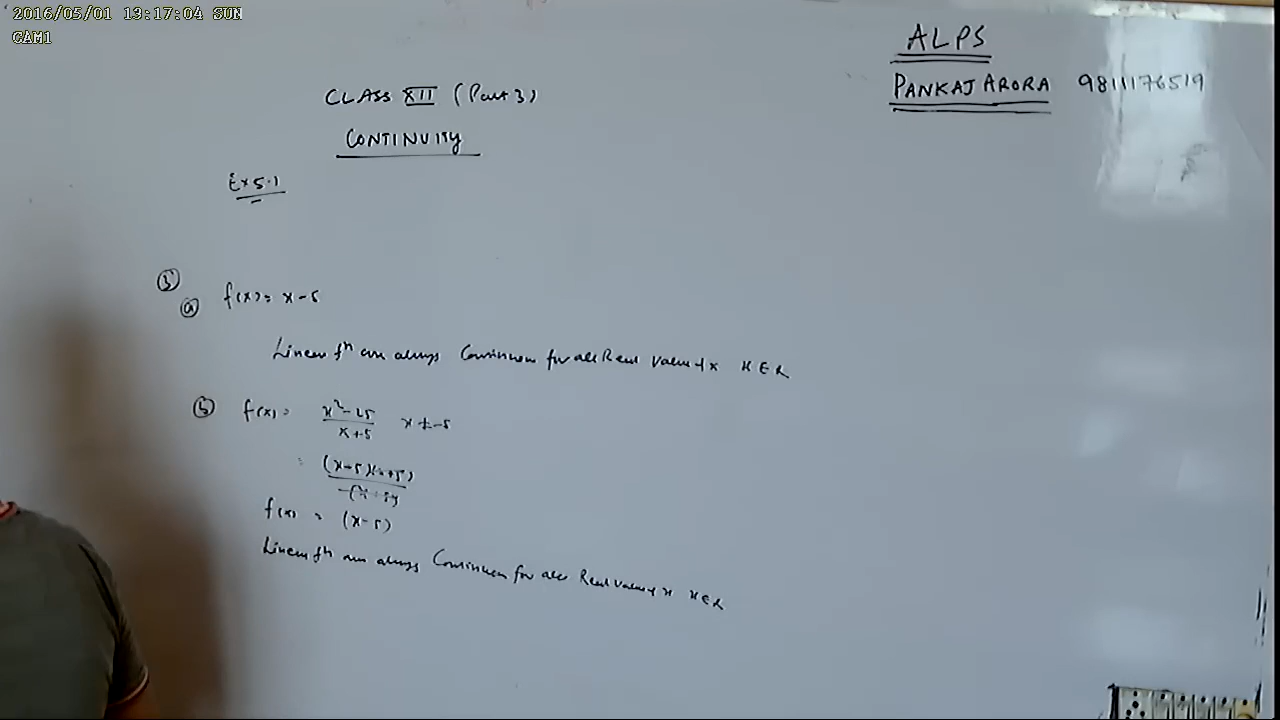 2016/05/01 13:17:04 SUN
CAM1
ALPS
PANKAJ ARORA 9811176519
CLASS XII (Part 3)
CONTINUITY
Ex 5.1
③
ⓐ f(x) = x-5
Linear fn are always Continuous for all Real Value of x x ∈ R
ⓑ f(x) = x²-25 / x+5 x ≠ -5
= (x-5)(x+5) / (x+5)
f(x) = (x-5)
Linear fn are always Continuous for all Real Value of x x ∈ R